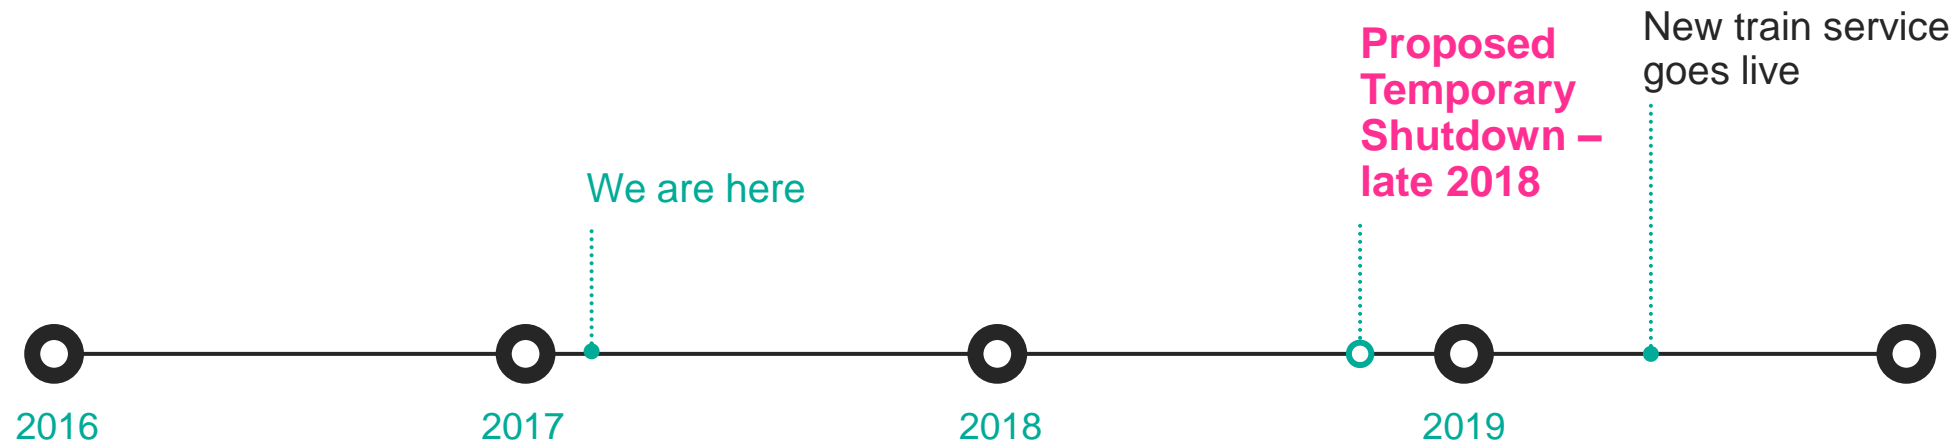 New train service
goes live
Proposed
Temporary
Shutdown –
late 2018
We are here
2016
2017
2018
2019